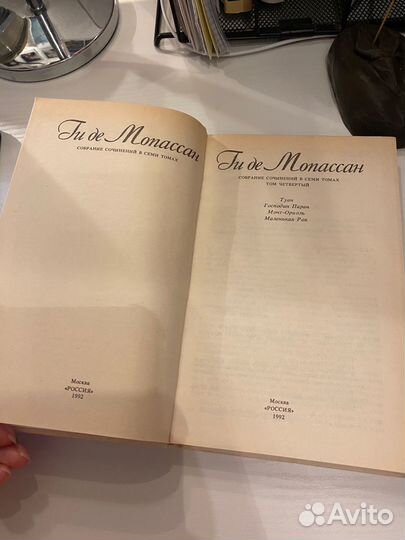 Ги де Мопассан
СОБРАНИЕ СОЧИНЕНИЙ В СЕМИ ТОМАХ
Москва
«РОССИЯ»
1992
Ги де Мопассан
СОБРАНИЕ СОЧИНЕНИЙ В СЕМИ ТОМАХ
ТОМ ЧЕТВЕРТЫЙ
Туан
Господин Паран
Монт-Ориоль
Маленькая Рок
Москва
«РОССИЯ»
1992
Avito